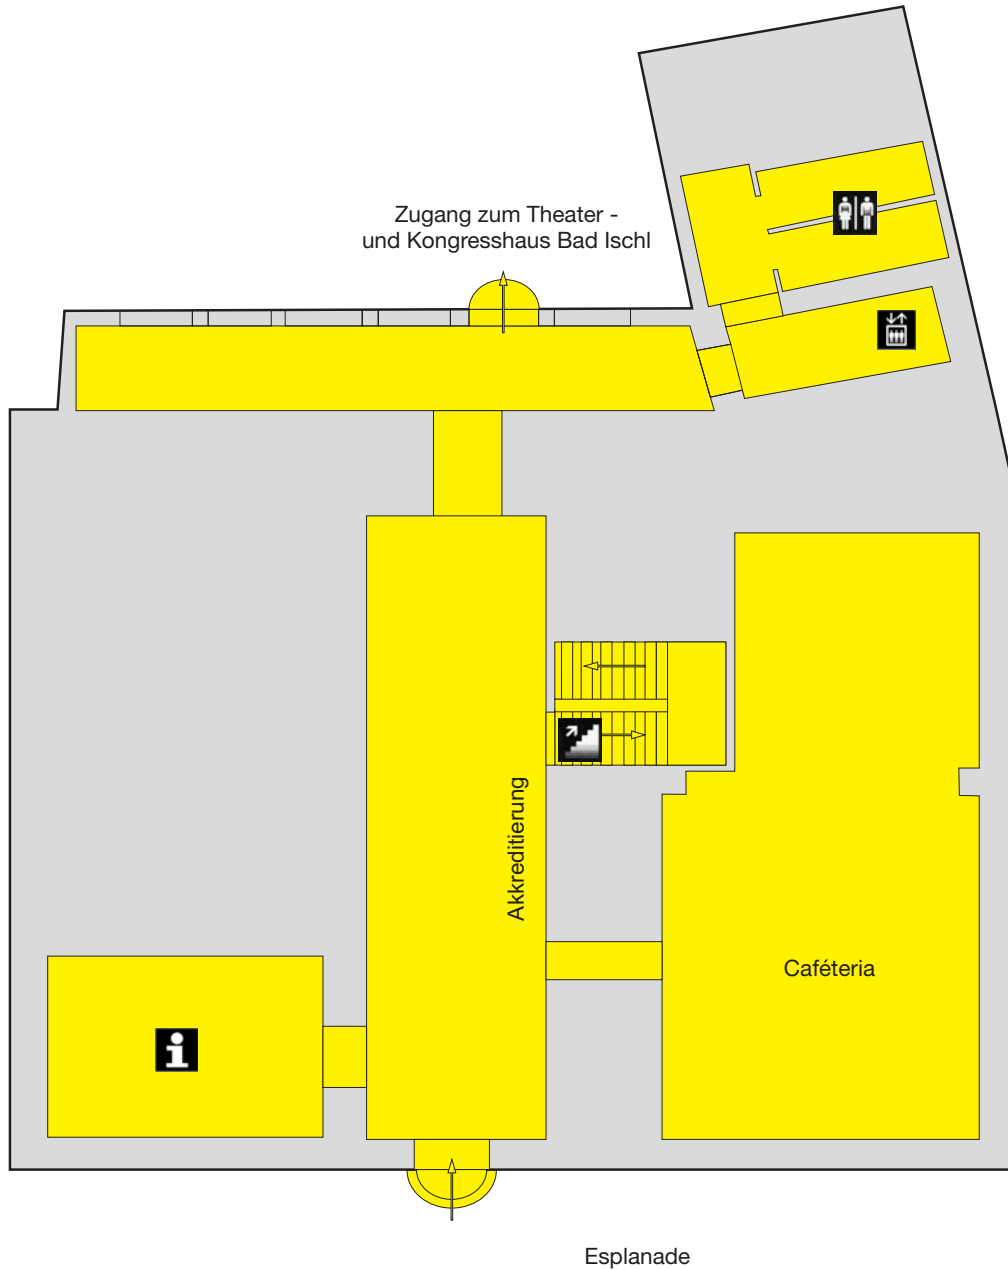 Zugang zum Theater -
und Kongresshaus Bad Ischl
Akkreditierung
Caféteria
Esplanade